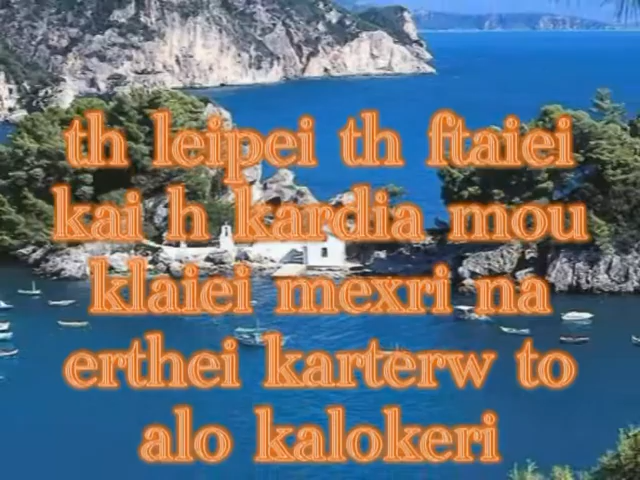 th leipei th ftaiei
kai h kardia mou
klaiei mexri na
erthei karterw to
alo kalokeri